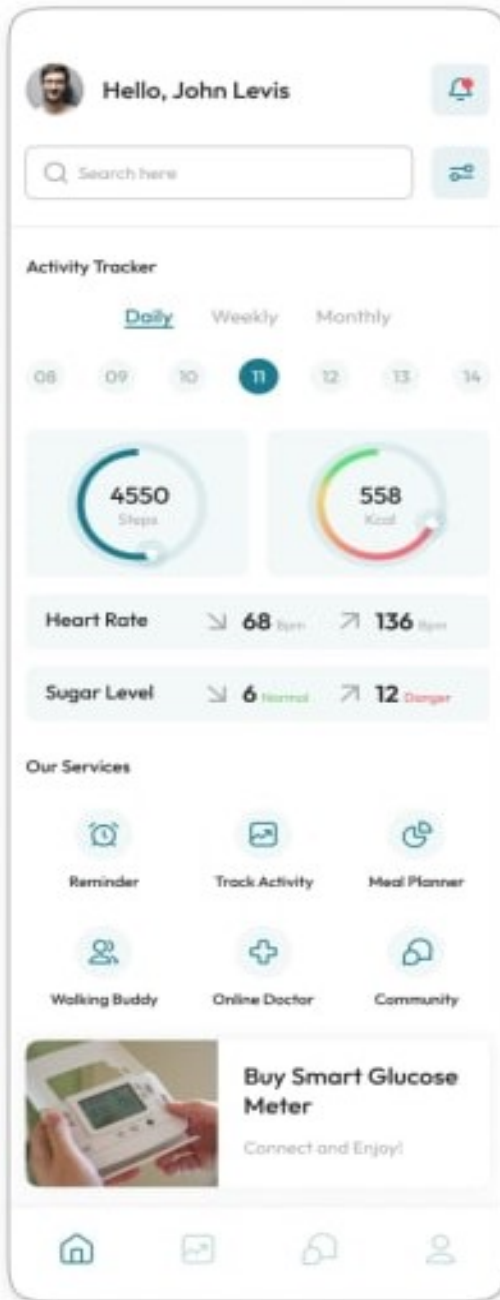 Hello, John Levis
Search here
Activity Tracker
Daily Weekly Monthly
08 09 10 11 12 13 14
4550 558
Steps Kcal
Heart Rate 68 Bpm 136 Bpm
Sugar Level 6 Normal 12 Danger
Our Services
Reminder Track Activity Meal Planner
Walking Buddy Online Doctor Community
Buy Smart Glucose
Meter
Connect and Enjoy!